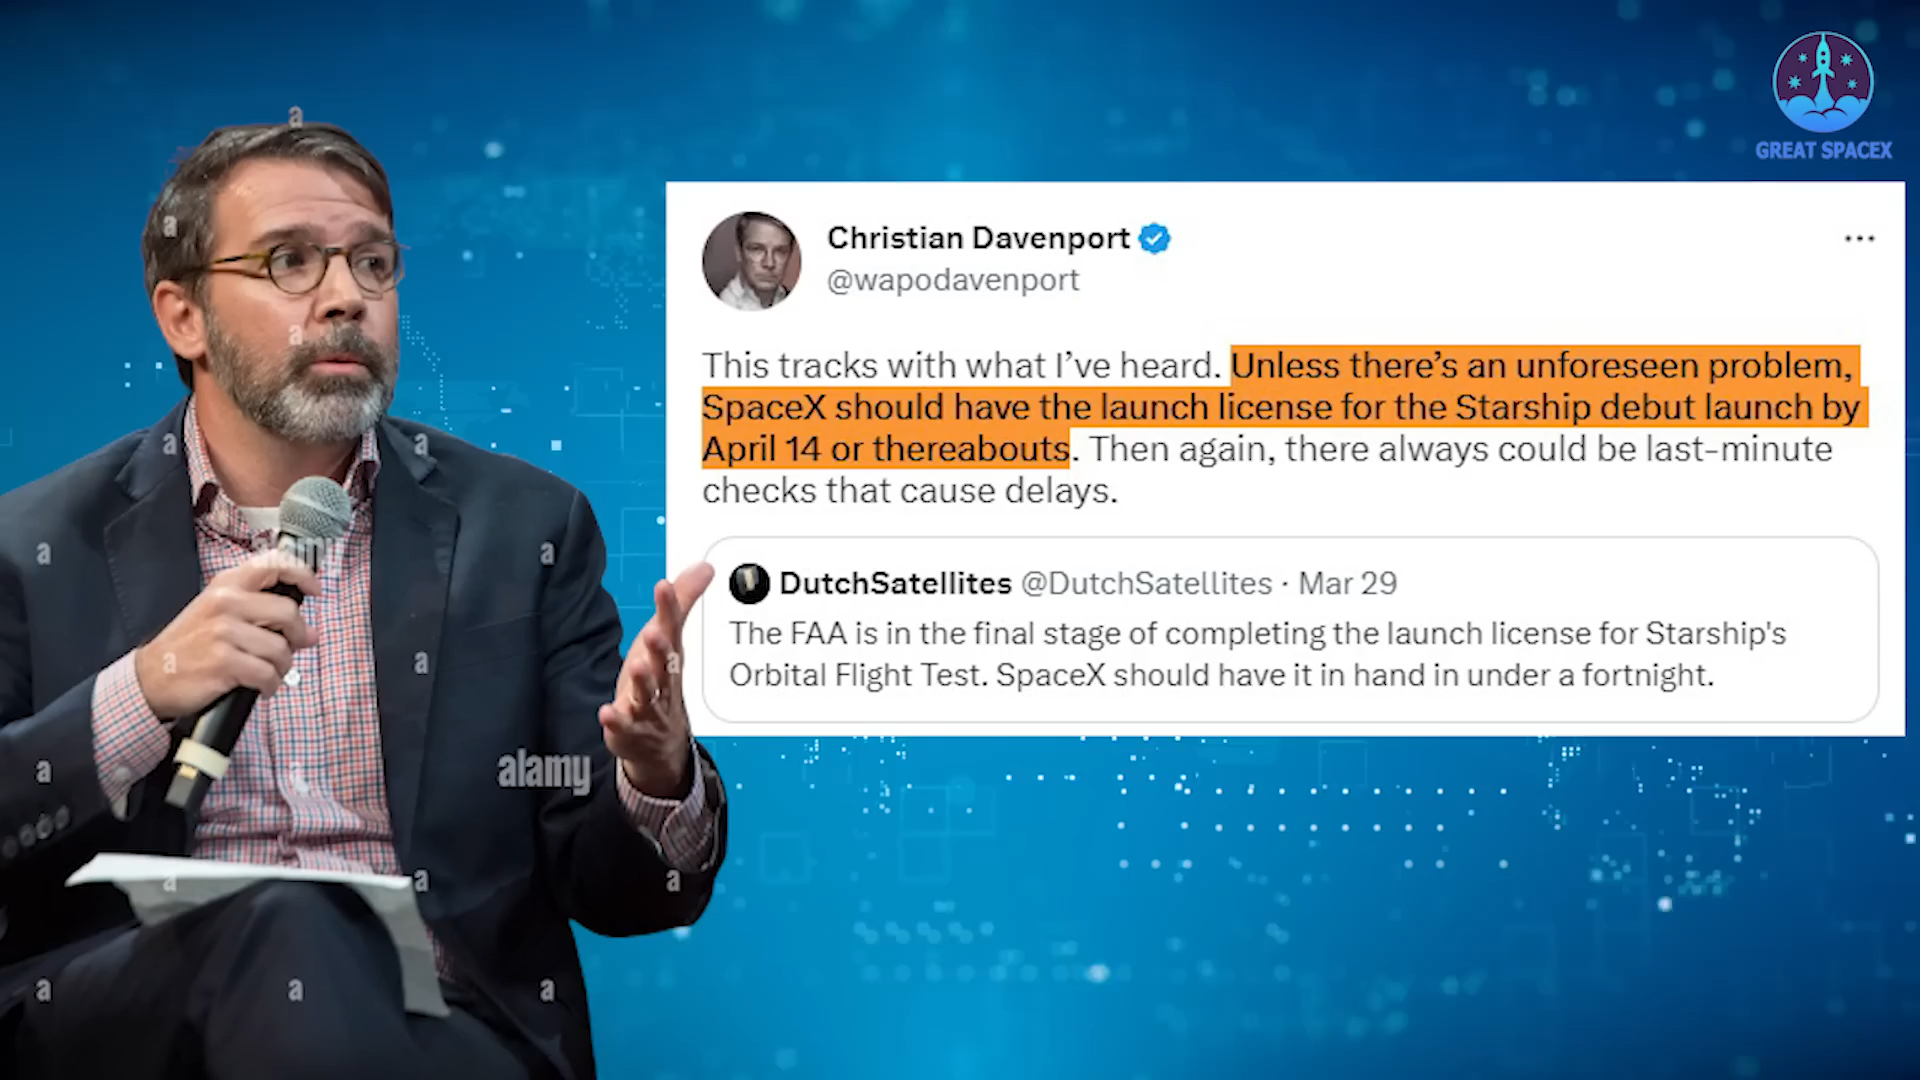 GREAT SPACEX
Christian Davenport
@wapodavenport
This tracks with what I've heard. Unless there's an unforeseen problem,
SpaceX should have the launch license for the Starship debut launch by
April 14 or thereabouts. Then again, there always could be last-minute
checks that cause delays.
DutchSatellites @DutchSatellites · Mar 29
The FAA is in the final stage of completing the launch license for Starship's
Orbital Flight Test. SpaceX should have it in hand in under a fortnight.
a
a
a
a
a
a
alamy
a
a
a
a
a
alamy
a
a
a
a
a
a